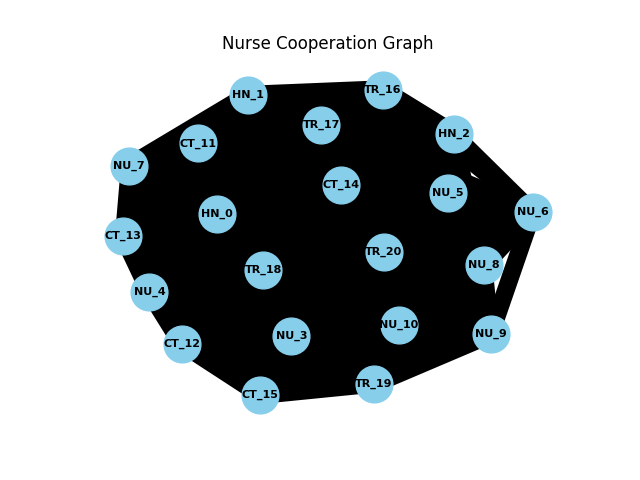 Nurse Cooperation Graph
TR_16
HN_1
TR_17
HN_2
CT_11
NU_7
CT_14
NU_5
NU_6
HN_0
CT_13
TR_20
NU_8
TR_18
NU_4
NU_10
NU_9
NU_3
CT_12
TR_19
CT_15